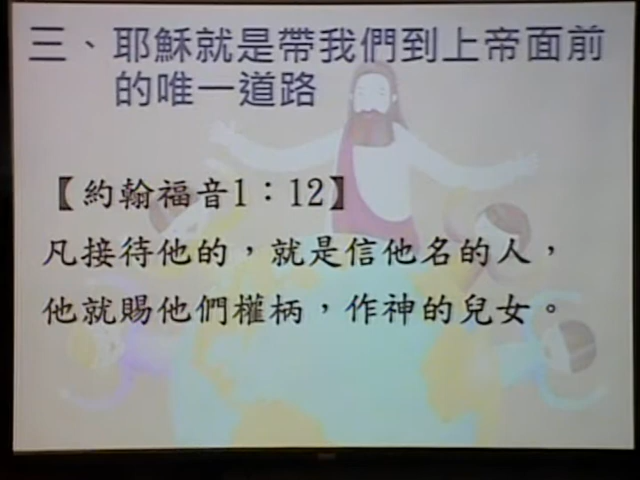 三、耶穌就是帶我們到上帝面前
的唯一道路
【約翰福音1：12】
凡接待他的，就是信他名的人，
他就賜他們權柄，作神的兒女。